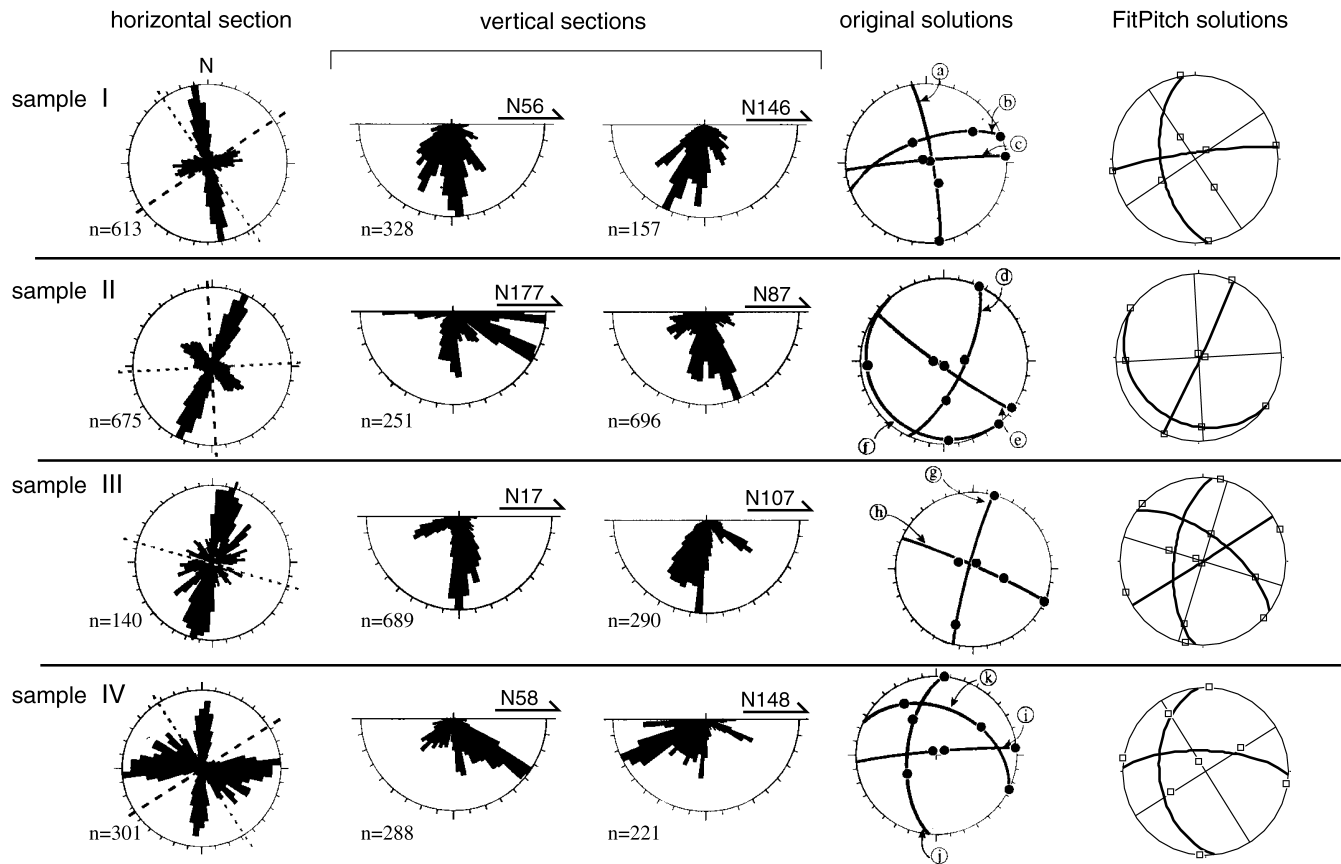 horizontal section vertical sections original solutions FitPitch solutions
sample I N N56 N146 a b c
n=613 n=328 n=157
sample II N177 N87 d
n=675 n=251 n=696 f e
sample III N17 N107 g h
n=140 n=689 n=290
sample IV N58 N148 k i
n=301 n=288 n=221 j